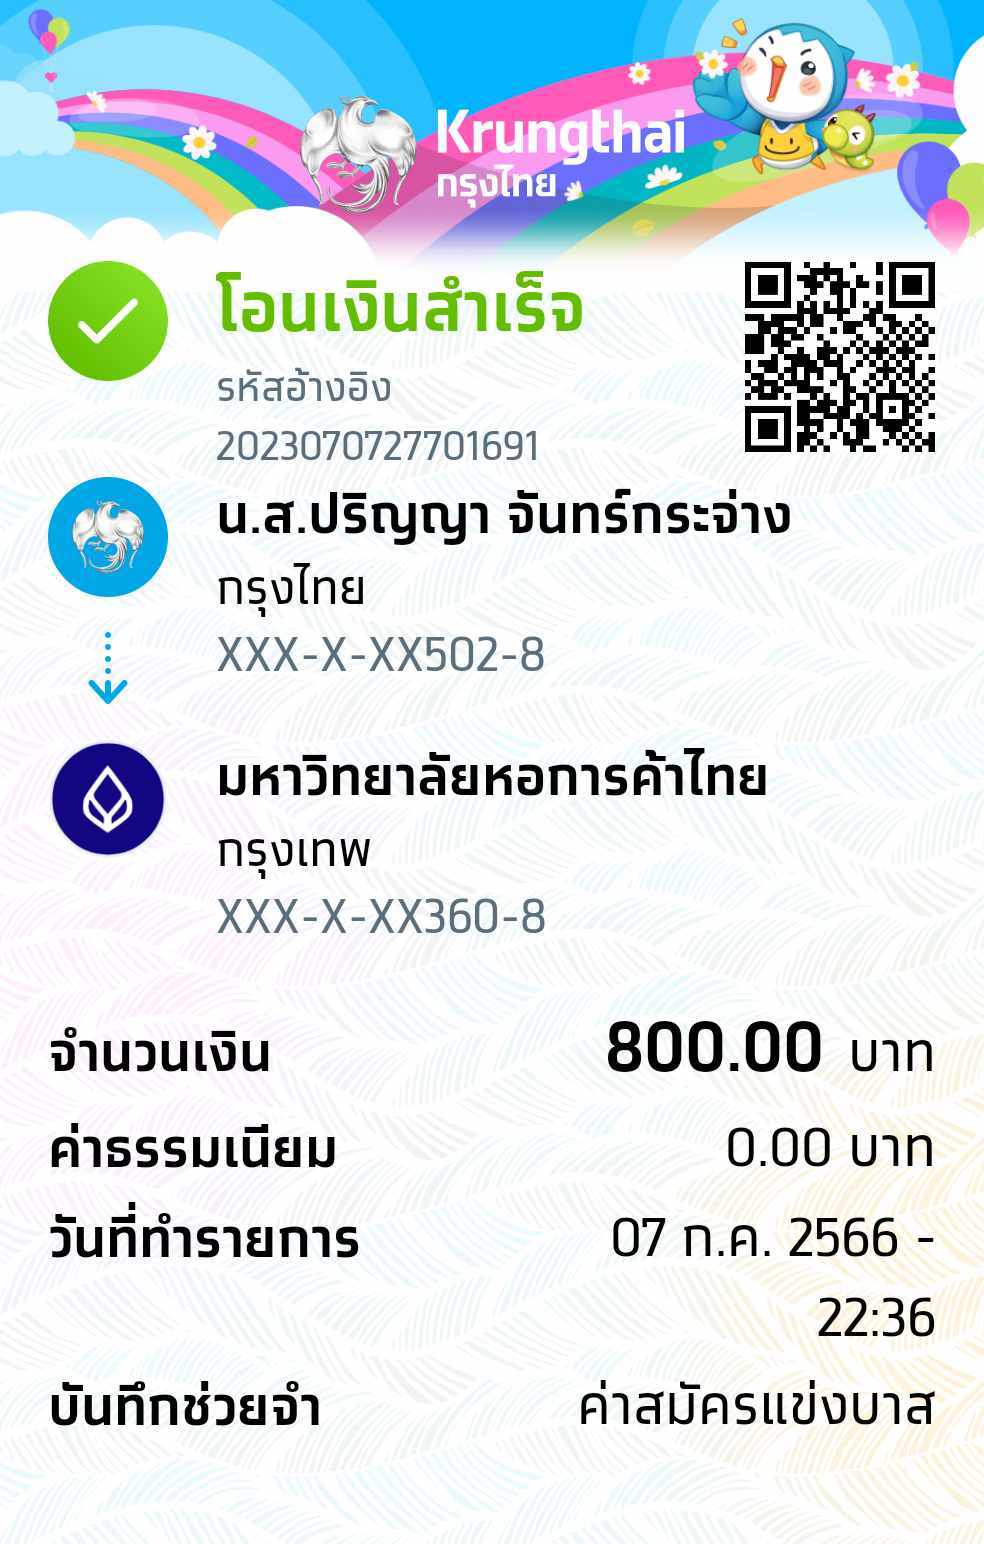 Krungthai
กรุงไทย
โอนเงินสำเร็จ
รหัสอ้างอิง
2023070727701691
น.ส.ปริญญา จันทร์กระจ่าง
กรุงไทย
XXX-X-XX502-8
มหาวิทยาลัยหอการค้าไทย
กรุงเทพ
XXX-X-XX360-8
จำนวนเงิน 800.00 บาท
ค่าธรรมเนียม 0.00 บาท
วันที่ทำรายการ 07 ก.ค. 2566 -
22:36
บันทึกช่วยจำ ค่าสมัครแข่งบาส